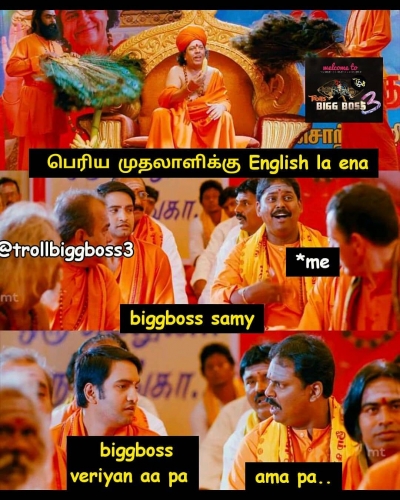 welcome to
BIGG BOSS 3
பெரிய முதலாளிக்கு English la ena
@trollbiggboss3
*me
biggboss samy
biggboss
veriyan aa pa
ama pa..
mt